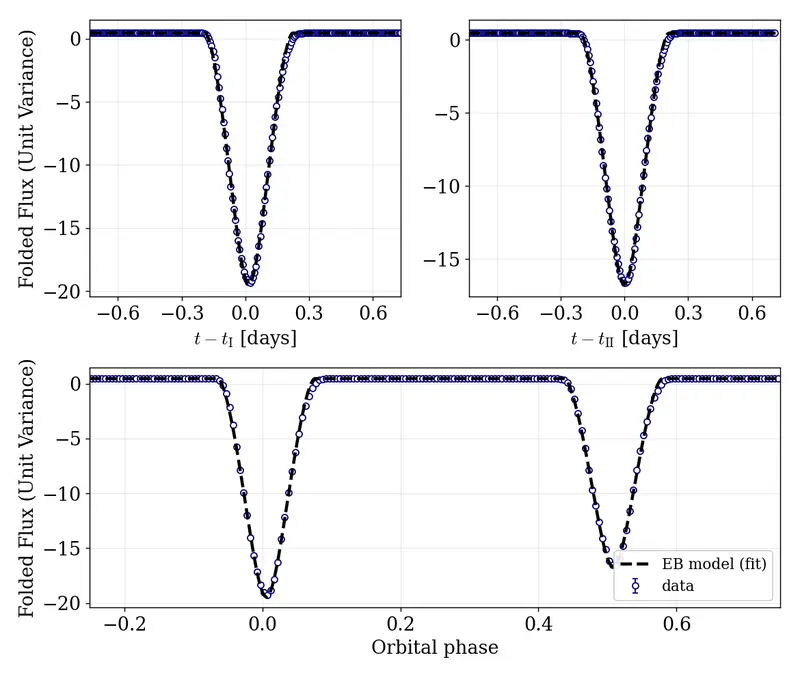 Folded Flux (Unit Variance)
0
−5
−10
−15
−20
−0.6 −0.3 0.0 0.3 0.6
t − tI [days]
0
−5
−10
−15
−0.6 −0.3 0.0 0.3 0.6
t − tII [days]
Folded Flux (Unit Variance)
0
−5
−10
−15
−20
EB model (fit)
data
−0.2 0.0 0.2 0.4 0.6
Orbital phase